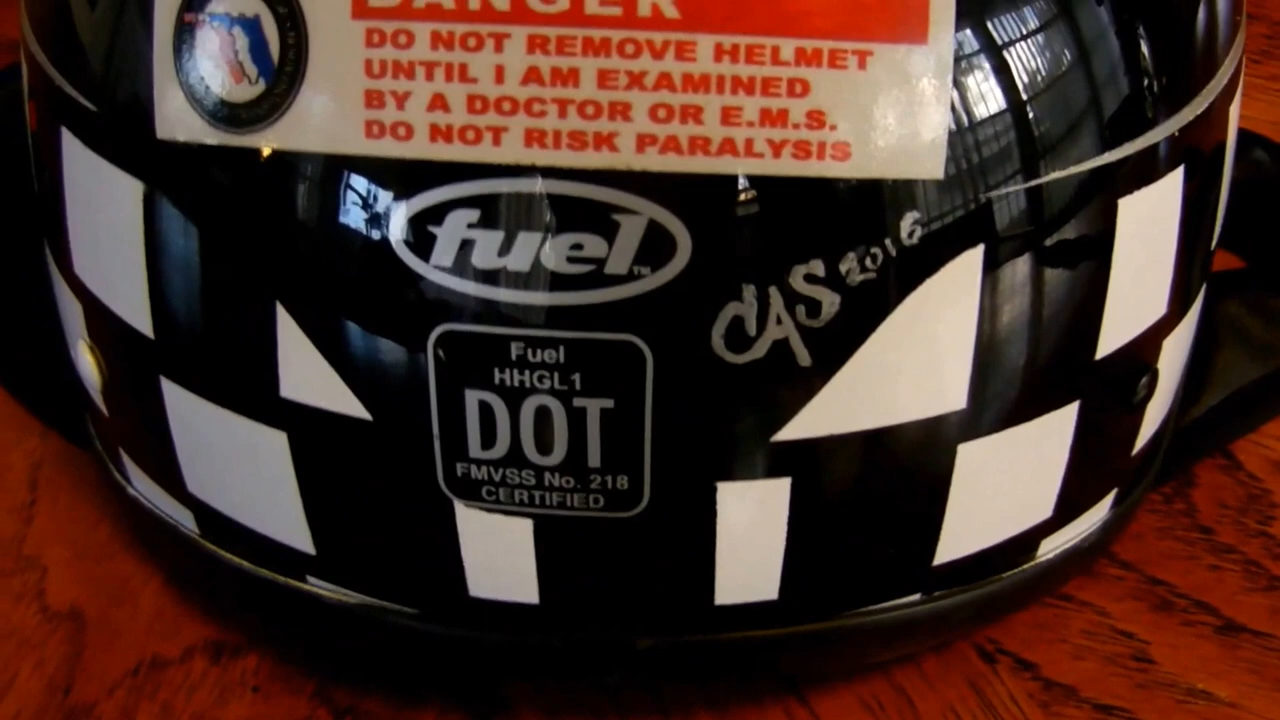 DANGER
DO NOT REMOVE HELMET
UNTIL I AM EXAMINED
BY A DOCTOR OR E.M.S.
DO NOT RISK PARALYSIS
fuel™
CAS 2016
Fuel
HHGL1
DOT
FMVSS No. 218
CERTIFIED